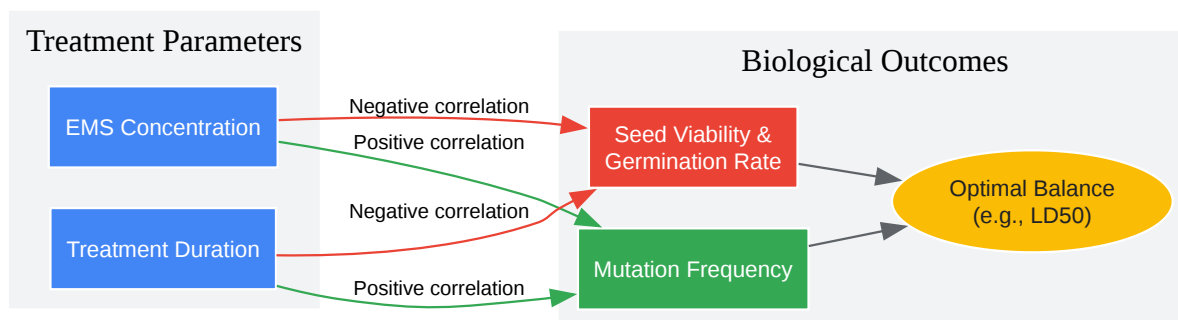 Treatment Parameters
EMS Concentration
Treatment Duration
Negative correlation
Positive correlation
Negative correlation
Positive correlation
Biological Outcomes
Seed Viability &
Germination Rate
Mutation Frequency
Optimal Balance
(e.g., LD50)